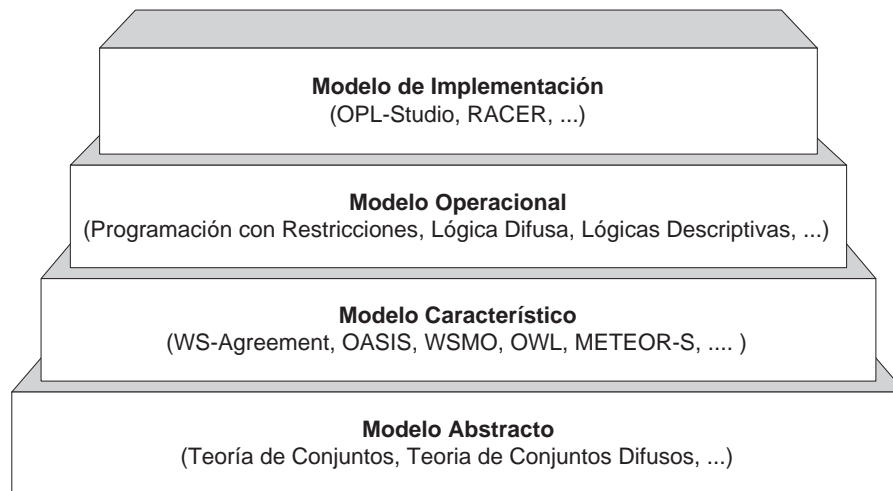 Modelo de Implementación
(OPL-Studio, RACER, ...)
Modelo Operacional
(Programación con Restricciones, Lógica Difusa, Lógicas Descriptivas, ...)
Modelo Característico
(WS-Agreement, OASIS, WSMO, OWL, METEOR-S, .... )
Modelo Abstracto
(Teoría de Conjuntos, Teoria de Conjuntos Difusos, ...)